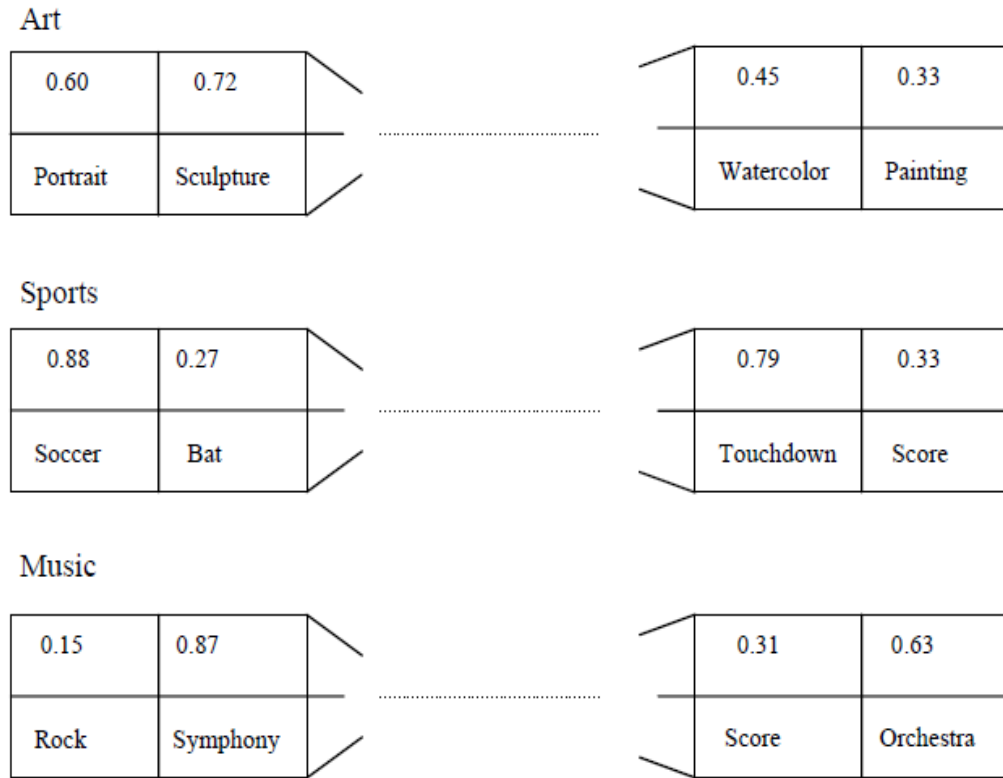 Art
0.60 0.72 0.45 0.33
Portrait Sculpture Watercolor Painting
Sports
0.88 0.27 0.79 0.33
Soccer Bat Touchdown Score
Music
0.15 0.87 0.31 0.63
Rock Symphony Score Orchestra